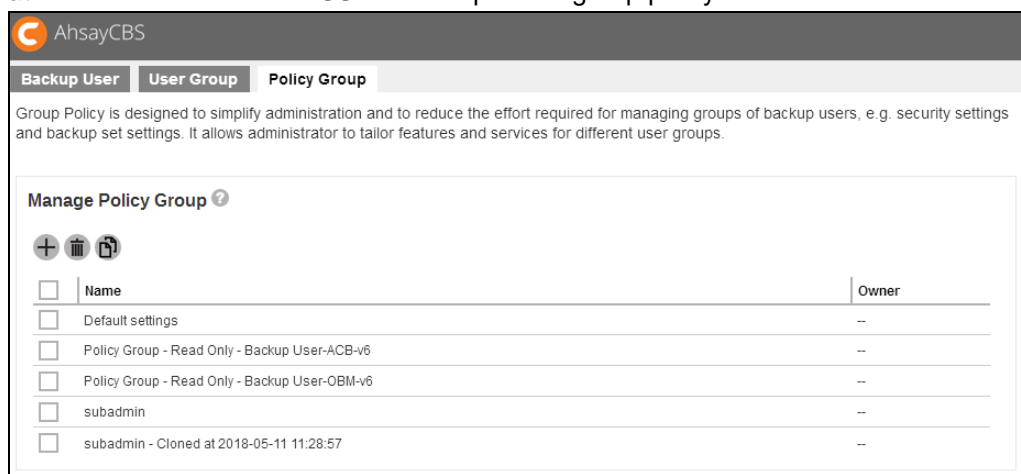 AhsayCBS
Backup User User Group Policy Group
Group Policy is designed to simplify administration and to reduce the effort required for managing groups of backup users, e.g. security settings
and backup set settings. It allows administrator to tailor features and services for different user groups.
Manage Policy Group ?
Name Owner
Default settings --
Policy Group - Read Only - Backup User-ACB-v6 --
Policy Group - Read Only - Backup User-OBM-v6 --
subadmin --
subadmin - Cloned at 2018-05-11 11:28:57 --